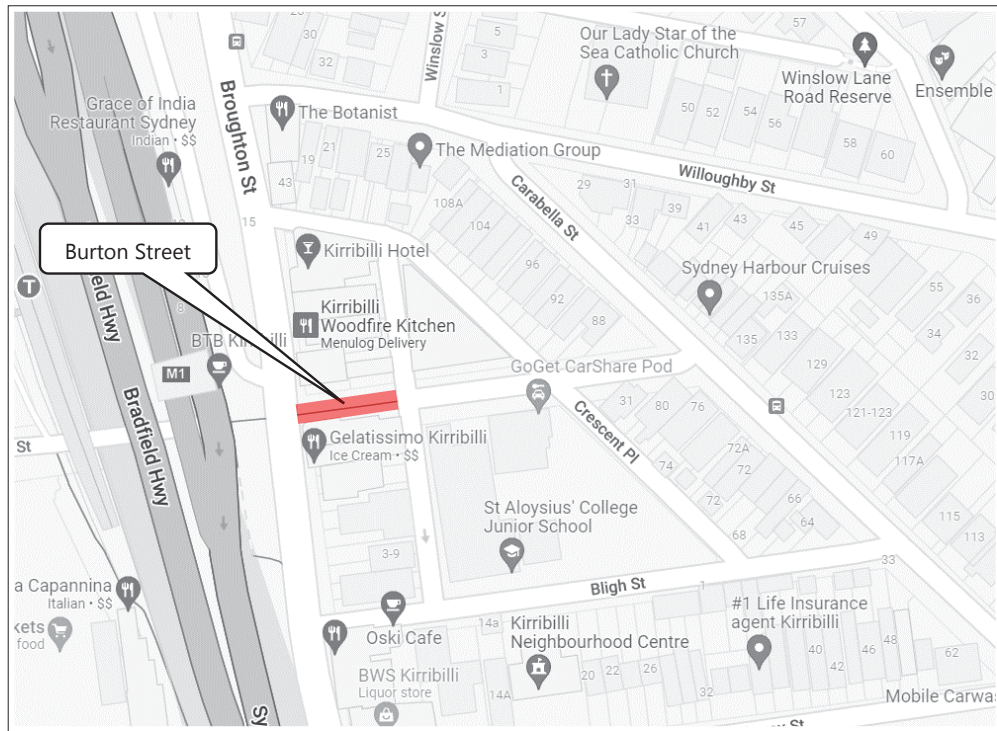 Winslow S
5
3
1
30
32
57
Our Lady Star of the
Sea Catholic Church
Winslow Lane
Road Reserve
Ensemble
50
52
54
56
58
60
Grace of India
Restaurant Sydney
Indian • $$
Broughton St
The Botanist
19
21
25
43
The Mediation Group
Willoughby St
Carabella St
29
31
33
39
41
43
45
49
108A
104
96
92
88
15
Burton Street
Kirribilli Hotel
Sydney Harbour Cruises
135A
135
133
129
123
121-123
119
117A
115
113
55
36
34
32
30
T
8
field Hwy
Kirribilli
Woodfire Kitchen
Menulog Delivery
BTB Kirribilli
M1
GoGet CarShare Pod
Bradfield Hwy
St
Gelatissimo Kirribilli
Ice Cream • $$
31
80
76
72A
72
74
72
68
66
64
Crescent Pl
St Aloysius' College
Junior School
3-9
33
Bligh St
1
a Capannina
Italian • $$
kets
food
Oski Cafe
14a
Kirribilli
Neighbourhood Centre
#1 Life Insurance
agent Kirribilli
BWS Kirribilli
Liquor store
14A
20
22
26
32
40
42
46
48
62
Mobile Carwas
Sy
y St